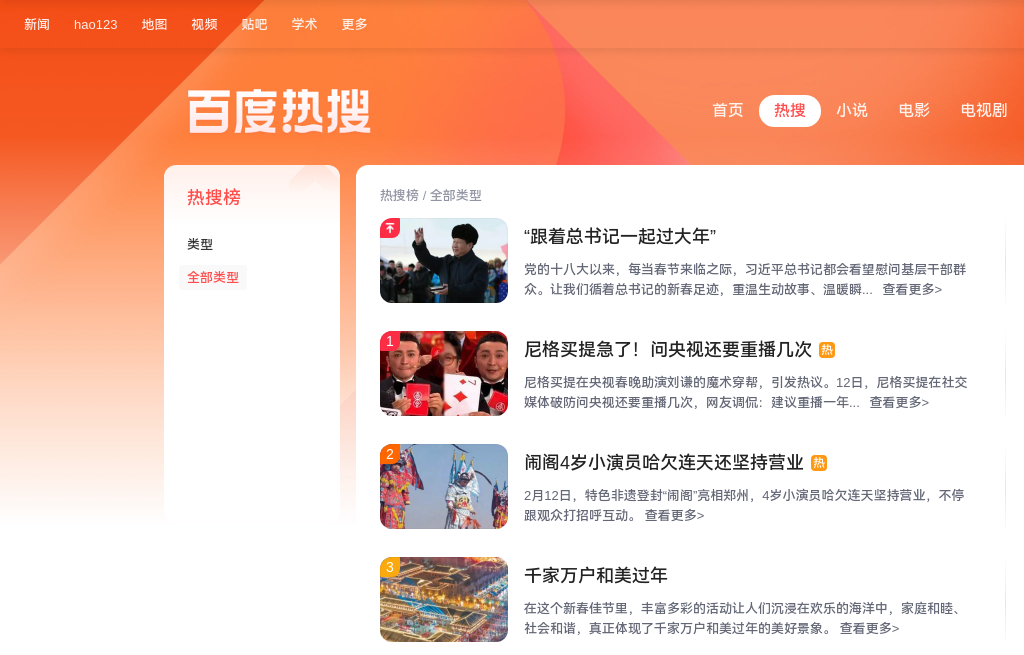 新闻 hao123 地图 视频 贴吧 学术 更多
百度热搜
首页 热搜 小说 电影 电视剧
热搜榜
类型
全部类型
热搜榜 / 全部类型
“跟着总书记一起过大年”
党的十八大以来，每当春节来临之际，习近平总书记都会看望慰问基层干部群
众。让我们循着总书记的新春足迹，重温生动故事、温暖瞬... 查看更多>
1
尼格买提急了！问央视还要重播几次 热
尼格买提在央视春晚助演刘谦的魔术穿帮，引发热议。12日，尼格买提在社交
媒体破防问央视还要重播几次，网友调侃：建议重播一年... 查看更多>
2
闹阁4岁小演员哈欠连天还坚持营业 热
2月12日，特色非遗登封“闹阁”亮相郑州，4岁小演员哈欠连天坚持营业，不停
跟观众打招呼互动。 查看更多>
3
千家万户和美过年
在这个新春佳节里，丰富多彩的活动让人们沉浸在欢乐的海洋中，家庭和睦、
社会和谐，真正体现了千家万户和美过年的美好景象。 查看更多>